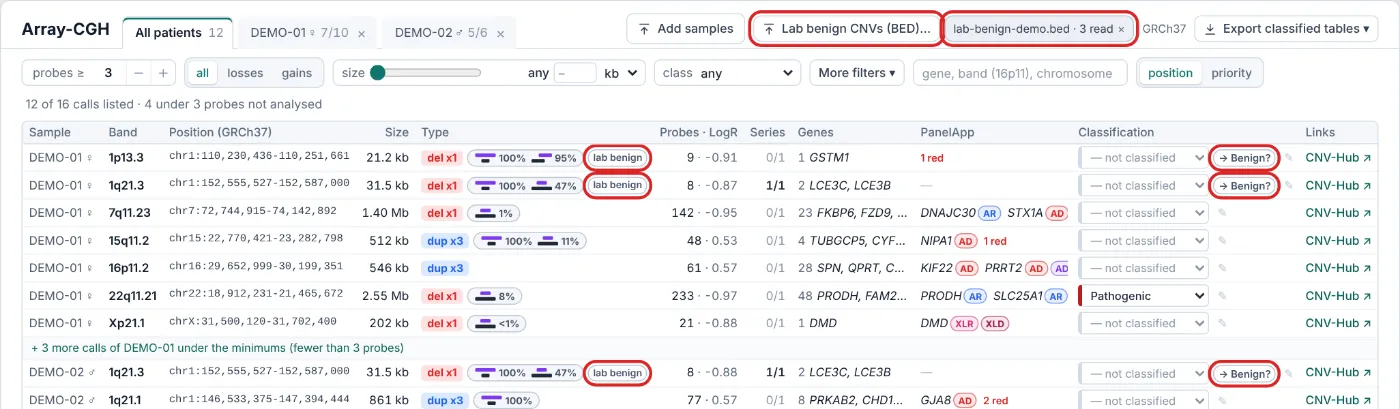 Array-CGH All patients 12 DEMO-01 ♀ 7/10 × DEMO-02 ♂ 5/6 × Add samples Lab benign CNVs (BED)... lab-benign-demo.bed · 3 read × GRCh37 Export classified tables ▾
probes ≥ 3 − + all losses gains size any – kb class any More filters ▾ gene, band (16p11), chromosome position priority
12 of 16 calls listed · 4 under 3 probes not analysed
Sample Band Position (GRCh37) Size Type Probes · LogR Series Genes PanelApp Classification Links
DEMO-01 ♀ 1p13.3 chr1:110,230,436-110,251,661 21.2 kb del x1 100% 95% lab benign 9 · -0.91 0/1 1 GSTM1 1 red — not classified → Benign? ✎ CNV-Hub ↗
DEMO-01 ♀ 1q21.3 chr1:152,555,527-152,587,000 31.5 kb del x1 100% 47% lab benign 8 · -0.87 1/1 2 LCE3C, LCE3B — — not classified → Benign? ✎ CNV-Hub ↗
DEMO-01 ♀ 7q11.23 chr7:72,744,915-74,142,892 1.40 Mb del x1 1% 142 · -0.95 0/1 23 FKBP6, FZD9, ... DNAJC30 AR STX1A AD — not classified ✎ CNV-Hub ↗
DEMO-01 ♀ 15q11.2 chr15:22,770,421-23,282,798 512 kb dup x3 100% 11% 48 · 0.53 0/1 4 TUBGCP5, CYF... NIPA1 AD 1 red — not classified ✎ CNV-Hub ↗
DEMO-01 ♀ 16p11.2 chr16:29,652,999-30,199,351 546 kb dup x3 61 · 0.57 0/1 28 SPN, QPRT, C... KIF22 AD PRRT2 AD AD — not classified ✎ CNV-Hub ↗
DEMO-01 ♀ 22q11.21 chr22:18,912,231-21,465,672 2.55 Mb del x1 8% 233 · -0.97 0/1 48 PRODH, FAM2... PRODH AR SLC25A1 AR Pathogenic ✎ CNV-Hub ↗
DEMO-01 ♀ Xp21.1 chrX:31,500,120-31,702,400 202 kb del x1 <1% 21 · -0.88 0/1 1 DMD DMD XLR XLD — not classified ✎ CNV-Hub ↗
+ 3 more calls of DEMO-01 under the minimums (fewer than 3 probes)
DEMO-02 ♂ 1q21.3 chr1:152,555,527-152,587,000 31.5 kb del x1 100% 47% lab benign 8 · -0.88 1/1 2 LCE3C, LCE3B — — not classified → Benign? ✎ CNV-Hub ↗
DEMO-02 ♂ 1q21.1 chr1:146,533,375-147,394,444 861 kb dup x3 100% 77 · 0.57 0/1 8 PRKAB2, CHD1... GJA8 AD 2 red — not classified ✎ CNV-Hub ↗